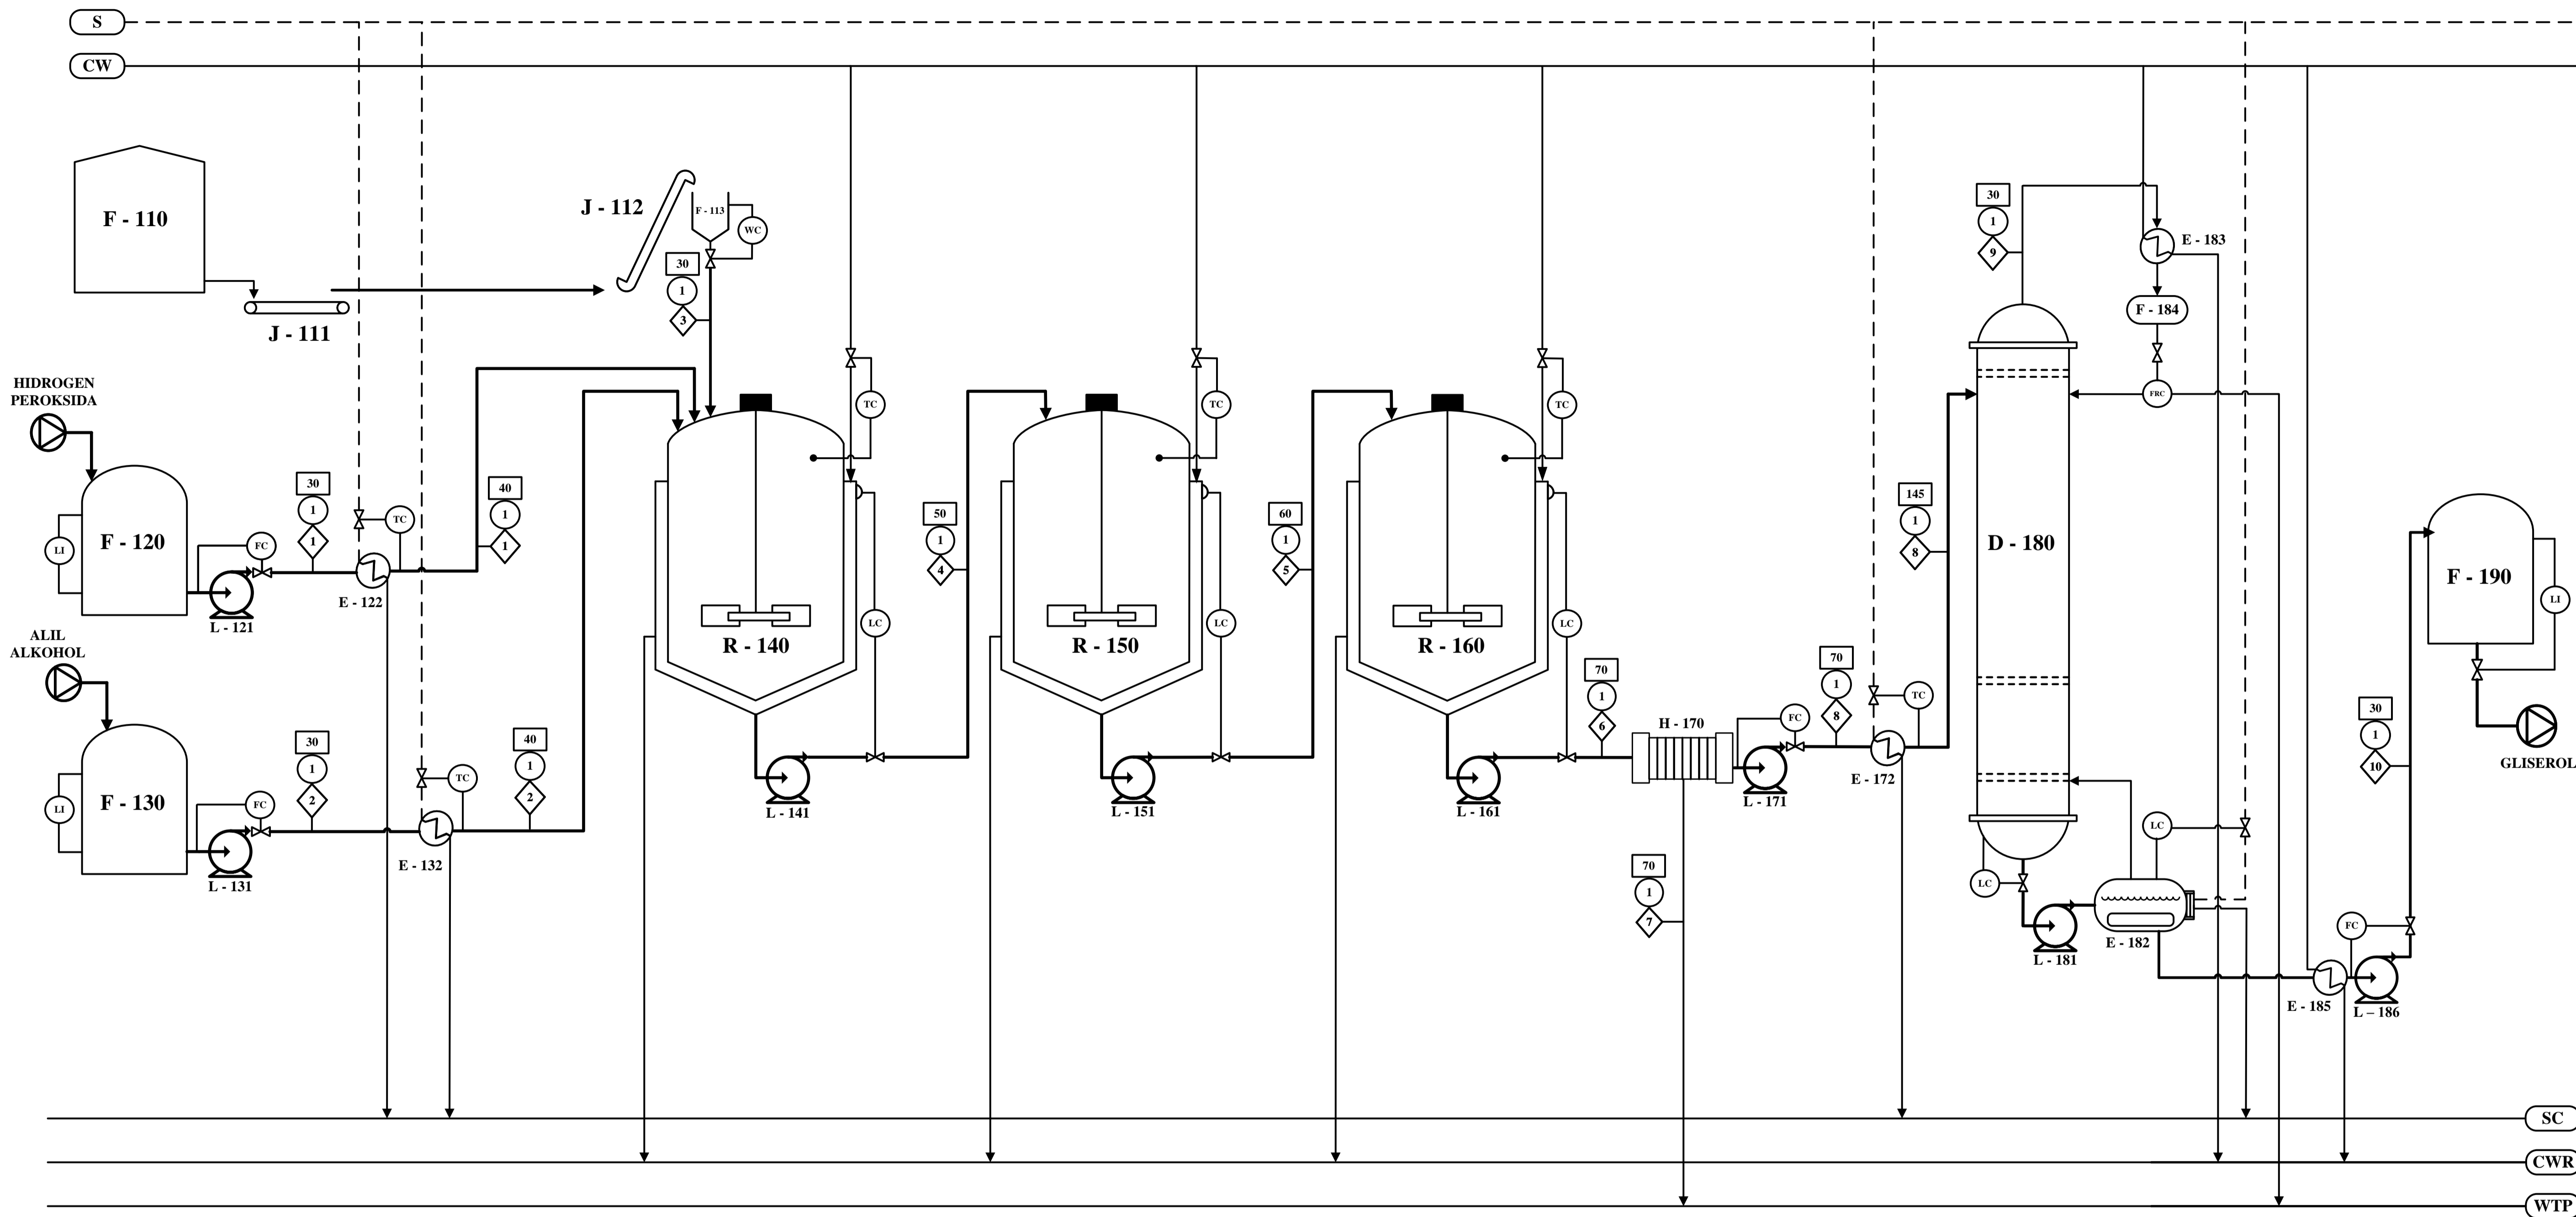 S
CW
F - 110
J - 111
J - 112
F - 113
WC
30
1
3
HIDROGEN
PEROKSIDA
F - 120
LI
L - 121
FC
30
1
1
TC
E - 122
40
1
1
ALIL
ALKOHOL
F - 130
LI
L - 131
FC
30
1
2
TC
E - 132
40
1
2
TC
R - 140
LC
L - 141
50
1
4
TC
R - 150
LC
L - 151
60
1
5
TC
R - 160
LC
L - 161
70
1
6
H - 170
70
1
7
L - 171
FC
70
1
8
TC
E - 172
145
1
8
D - 180
30
1
9
E - 183
F - 184
FRC
LC
L - 181
LC
E - 182
E - 185
FC
L – 186
30
1
10
F - 190
LI
GLISEROL
SC
CWR
WTP